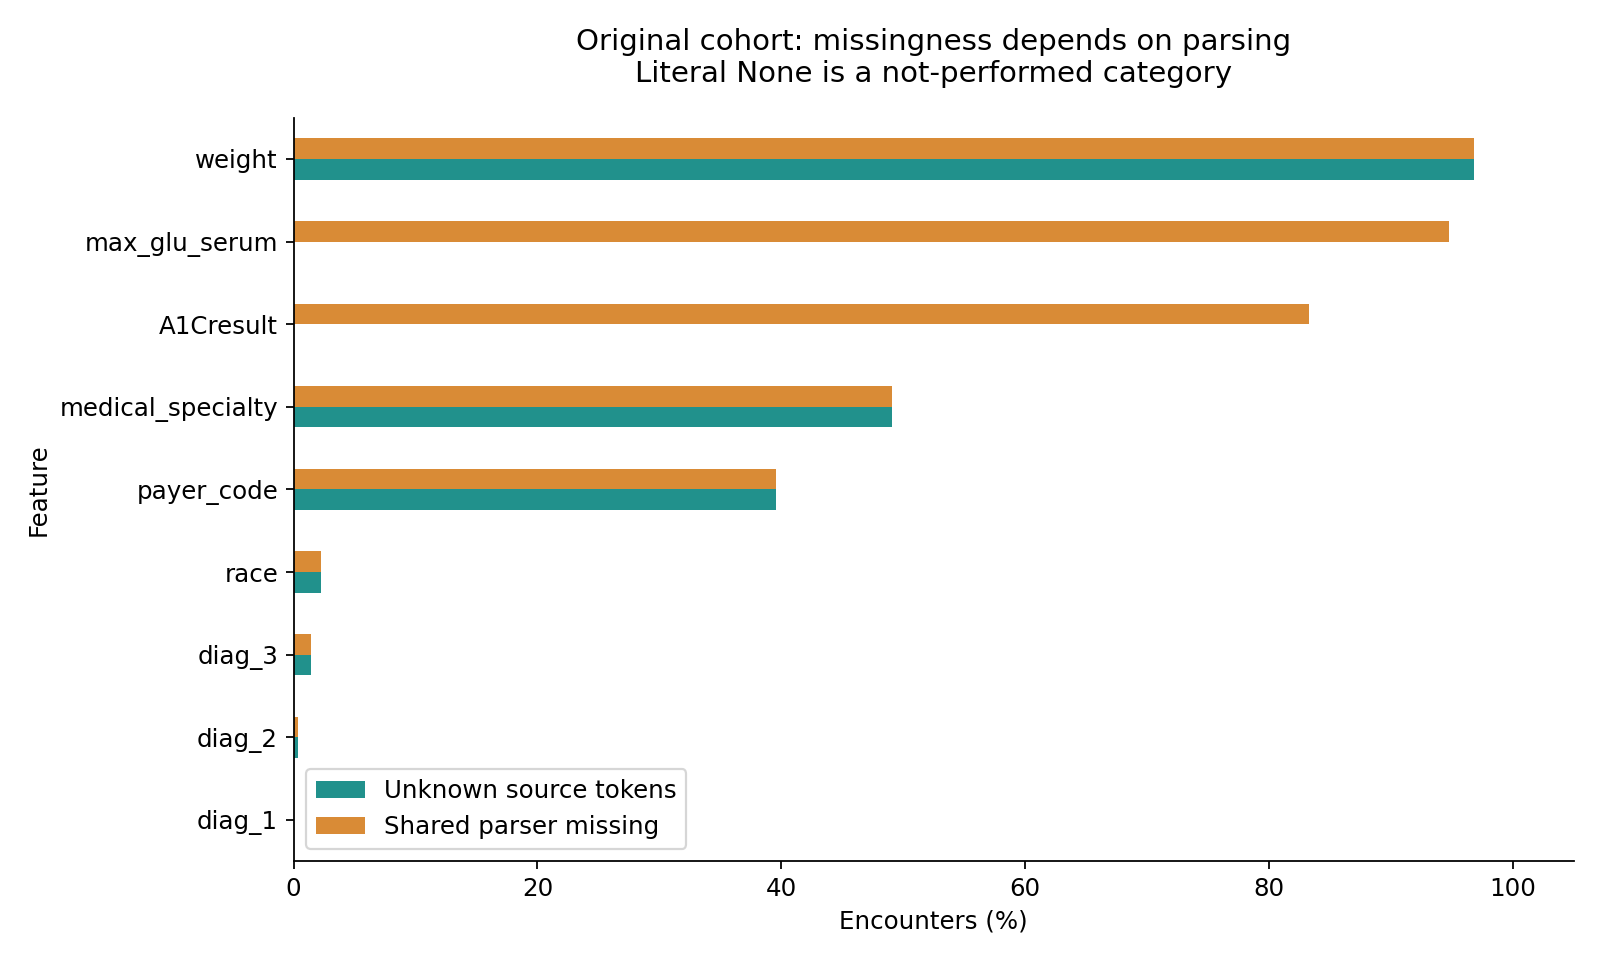 Original cohort: missingness depends on parsing
Literal None is a not-performed category
Feature
weight
max_glu_serum
A1Cresult
medical_specialty
payer_code
race
diag_3
diag_2
diag_1
Unknown source tokens
Shared parser missing
0 20 40 60 80 100
Encounters (%)